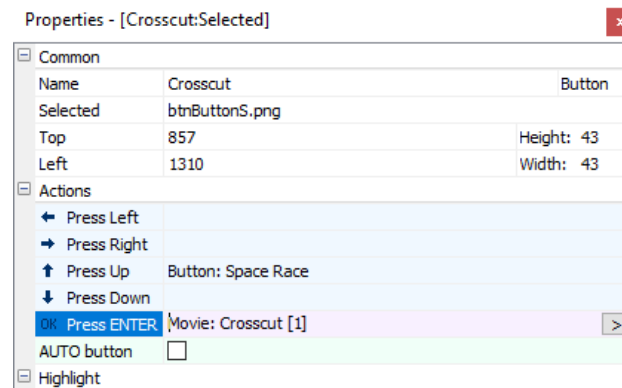 Properties - [Crosscut:Selected] x
Common
Name Crosscut Button
Selected btnButtonS.png
Top 857 Height: 43
Left 1310 Width: 43
Actions
Press Left
Press Right
Press Up Button: Space Race
Press Down
OK Press ENTER Movie: Crosscut [1] >
AUTO button
Highlight